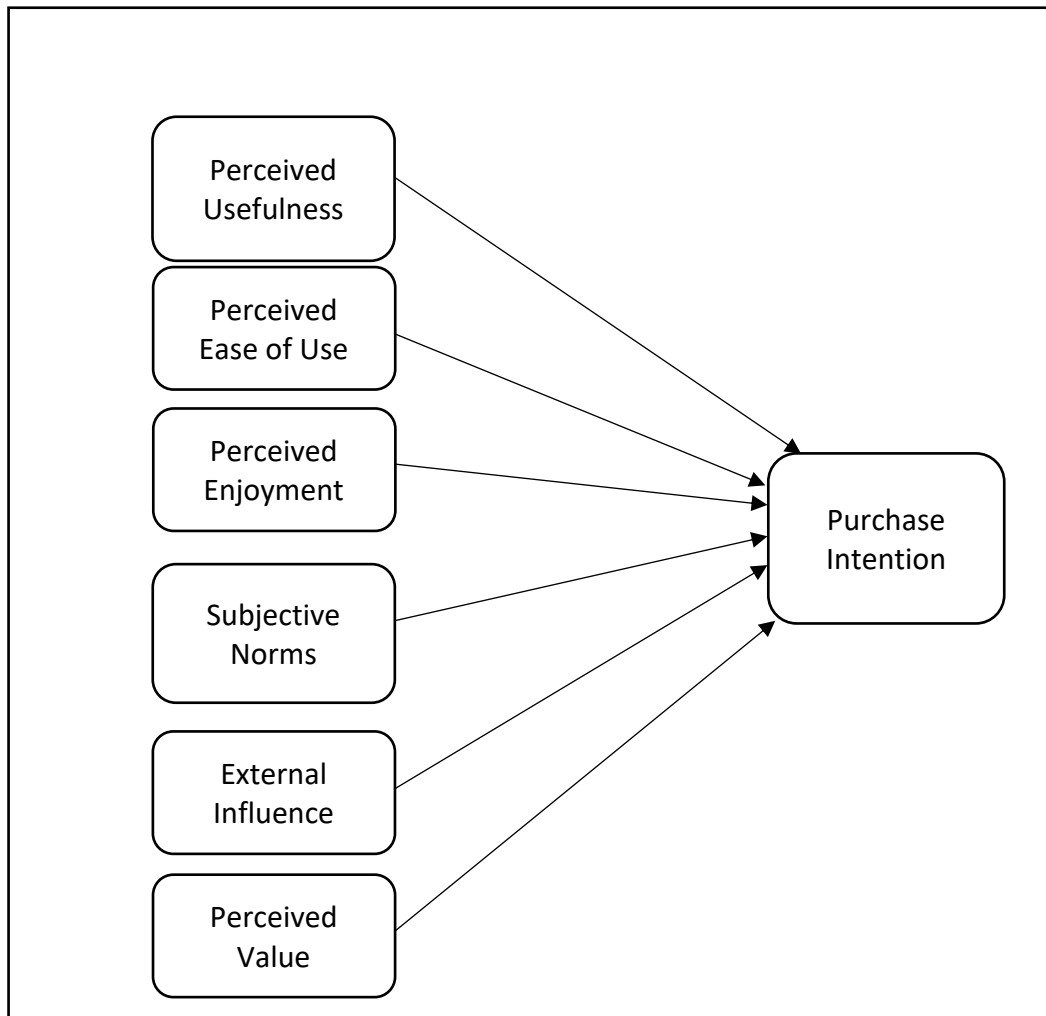 Perceived
Usefulness
Perceived
Ease of Use
Perceived
Enjoyment
Subjective
Norms
External
Influence
Perceived
Value
Purchase
Intention